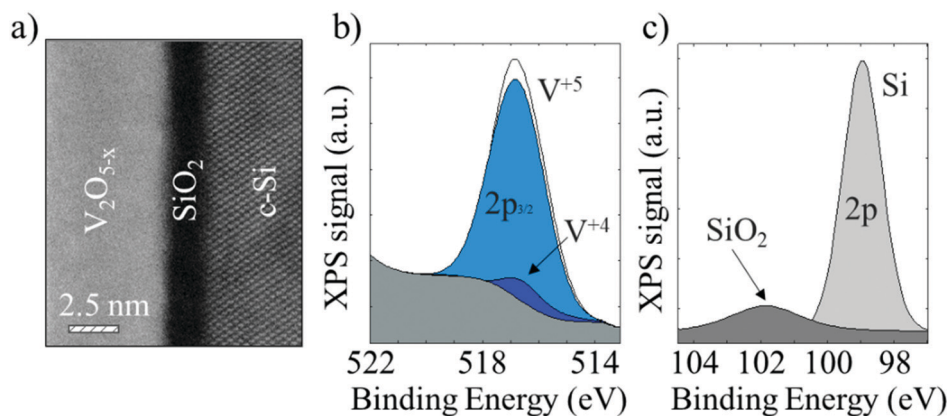 a)
V₂O₅₋ₓ
SiO₂
c-Si
2.5 nm
b)
XPS signal (a.u.)
V⁺⁵
2p₃/₂
V⁺⁴
522
518
514
Binding Energy (eV)
c)
XPS signal (a.u.)
Si
2p
SiO₂
104
102
100
98
Binding Energy (eV)